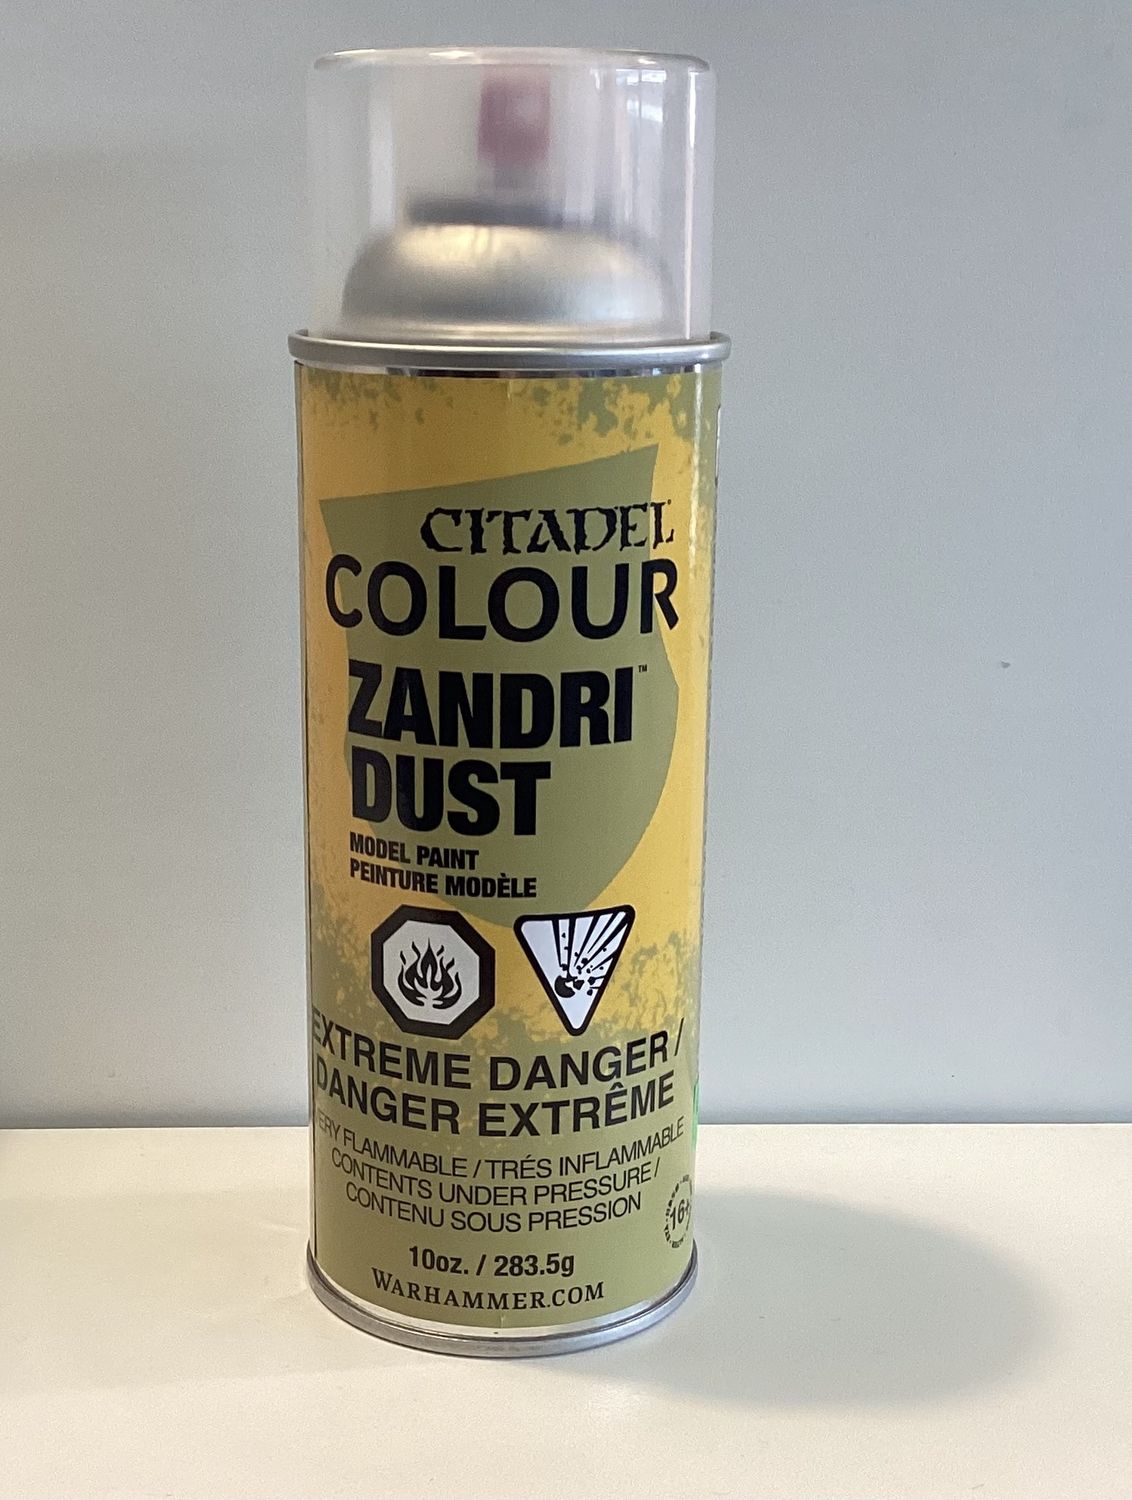 CITADEL
COLOUR
ZANDRI™
DUST
MODEL PAINT
PEINTURE MODÈLE
EXTREME DANGER /
DANGER EXTRÊME
FLAMMABLE / TRÉS INFLAMMABLE
CONTENTS UNDER PRESSURE /
CONTENU SOUS PRESSION
16+
10oz. / 283.5g
WARHAMMER.COM